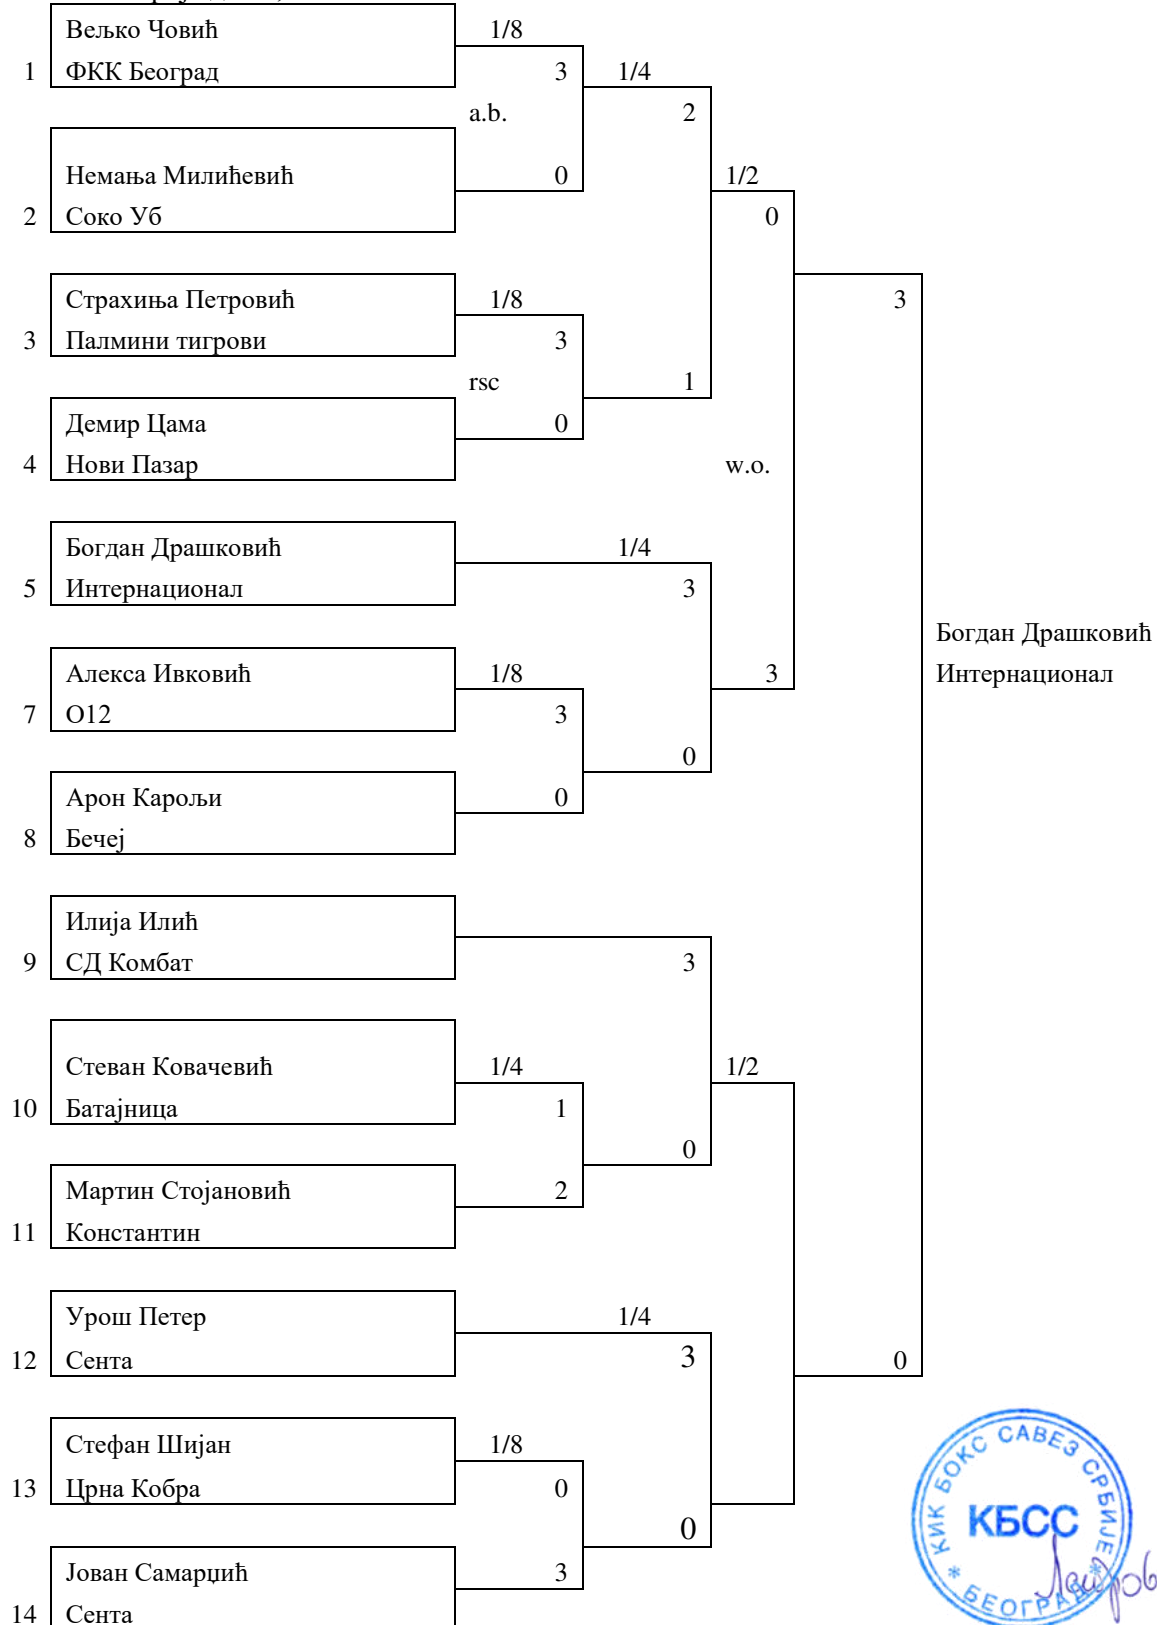 Вељко Човић
1/8
1
ФКК Београд
3
1/4
a.b.
2
Немања Милићевић
0
1/2
2
Соко Уб
0
Страхиња Петровић
1/8
3
3
Палмини тигрови
3
rsc
1
Демир Цама
0
4
Нови Пазар
w.o.
Богдан Драшковић
1/4
5
Интернационал
3
Богдан Драшковић
Интернационал
Алекса Ивковић
1/8
3
7
О12
3
0
Арон Карољи
0
8
Бечеј
Илија Илић
9
СД Комбат
3
Стеван Ковачевић
1/4
1/2
10
Батајница
1
0
Мартин Стојановић
2
11
Константин
Урош Петер
1/4
12
Сента
3
0
Стефан Шијан
1/8
13
Црна Кобра
0
0
Јован Самарџић
3
14
Сента
КИК БОКС САВЕЗ СРБИЈЕ
КБСС
* БЕОГРАД *